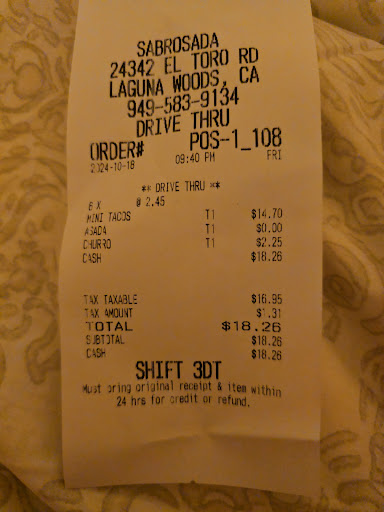 SABROSADA
24342 EL TORO RD
LAGUNA WOODS, CA
949-583-9134
DRIVE THRU
ORDER# POS-1_108
2024-10-18 09:40 PM FRI
** DRIVE THRU **
6 X @ 2.45
MINI TACOS T1 $14.70
ASADA T1 $0.00
CHURRO T1 $2.25
CASH $18.26
TAX TAXABLE $16.95
TAX AMOUNT $1.31
TOTAL $18.26
SUBTOTAL $18.26
CASH $18.26
SHIFT 3DT
Must bring original receipt & item within
24 hrs for credit or refund.